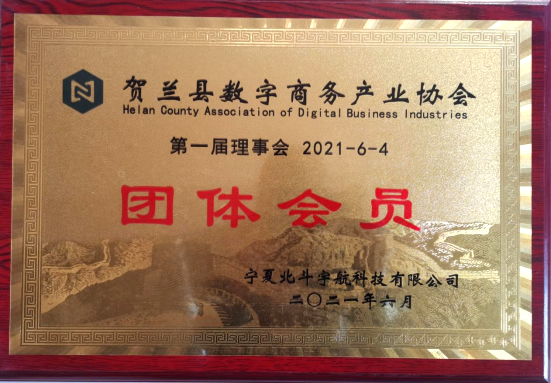 贺兰县数字商务产业协会
Helan County Association of Digital Business Industries
第一届理事会 2021-6-4
团体会员
宁夏北斗宇航科技有限公司
二〇二一年六月